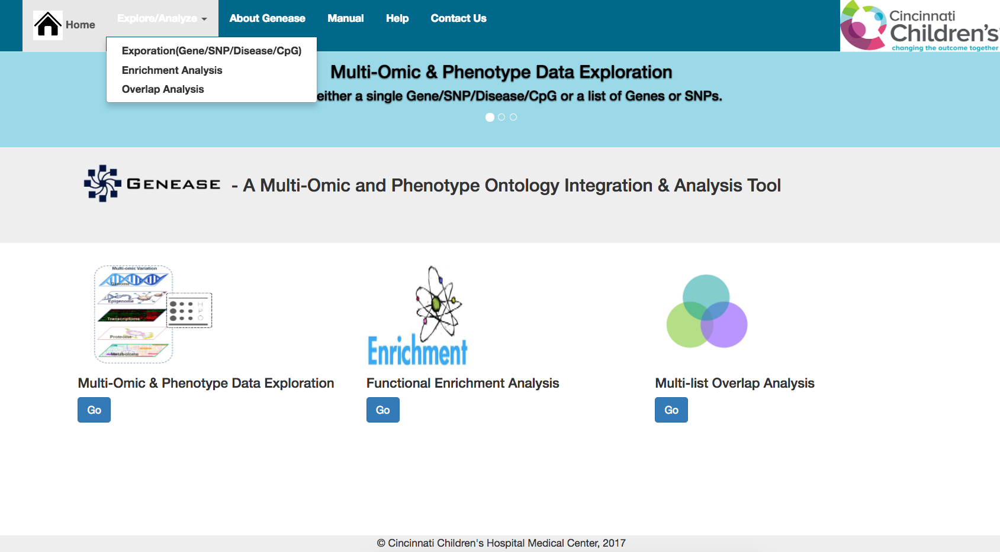 Home
Explore/Analyze
About Genease
Manual
Help
Contact Us
Cincinnati
Children's
changing the outcome together
Exporation(Gene/SNP/Disease/CpG)
Enrichment Analysis
Overlap Analysis
Multi-Omic & Phenotype Data Exploration
either a single Gene/SNP/Disease/CpG or a list of Genes or SNPs.
GENEASE - A Multi-Omic and Phenotype Ontology Integration & Analysis Tool
Multi-omic Variation
Genome
Epigenome
Transcriptome
Proteome
Metabolome
H
P
O
Enrichment
Multi-Omic & Phenotype Data Exploration
Functional Enrichment Analysis
Multi-list Overlap Analysis
Go
Go
Go
© Cincinnati Children's Hospital Medical Center, 2017